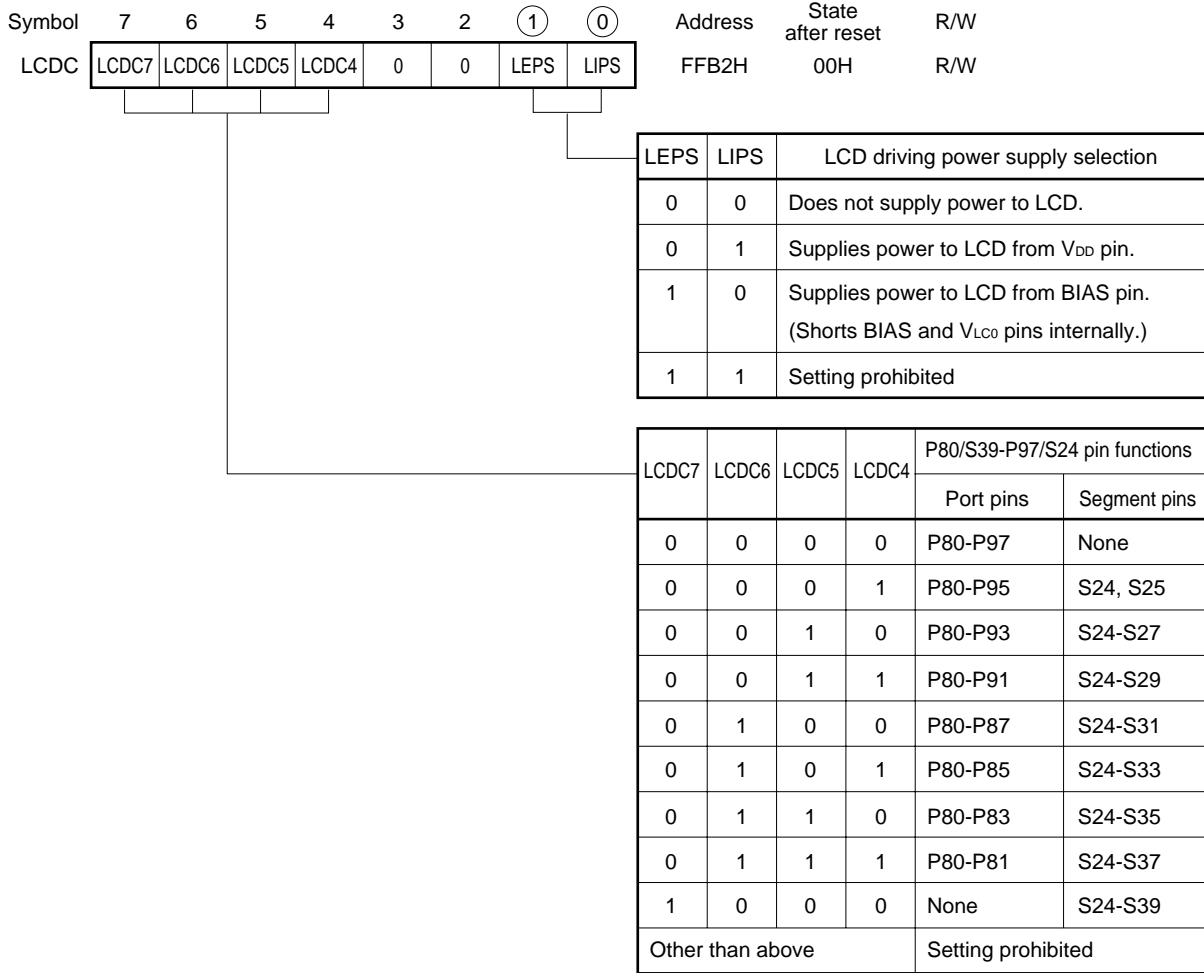 Symbol 7 6 5 4 3 2 1 0 Address State after reset R/W
LCDC LCDC7 LCDC6 LCDC5 LCDC4 0 0 LEPS LIPS FFB2H 00H R/W
LEPS LIPS LCD driving power supply selection
0 0 Does not supply power to LCD.
0 1 Supplies power to LCD from VDD pin.
1 0 Supplies power to LCD from BIAS pin.
(Shorts BIAS and VLC0 pins internally.)
1 1 Setting prohibited
LCDC7 LCDC6 LCDC5 LCDC4 P80/S39-P97/S24 pin functions
Port pins Segment pins
0 0 0 0 P80-P97 None
0 0 0 1 P80-P95 S24, S25
0 0 1 0 P80-P93 S24-S27
0 0 1 1 P80-P91 S24-S29
0 1 0 0 P80-P87 S24-S31
0 1 0 1 P80-P85 S24-S33
0 1 1 0 P80-P83 S24-S35
0 1 1 1 P80-P81 S24-S37
1 0 0 0 None S24-S39
Other than above Setting prohibited